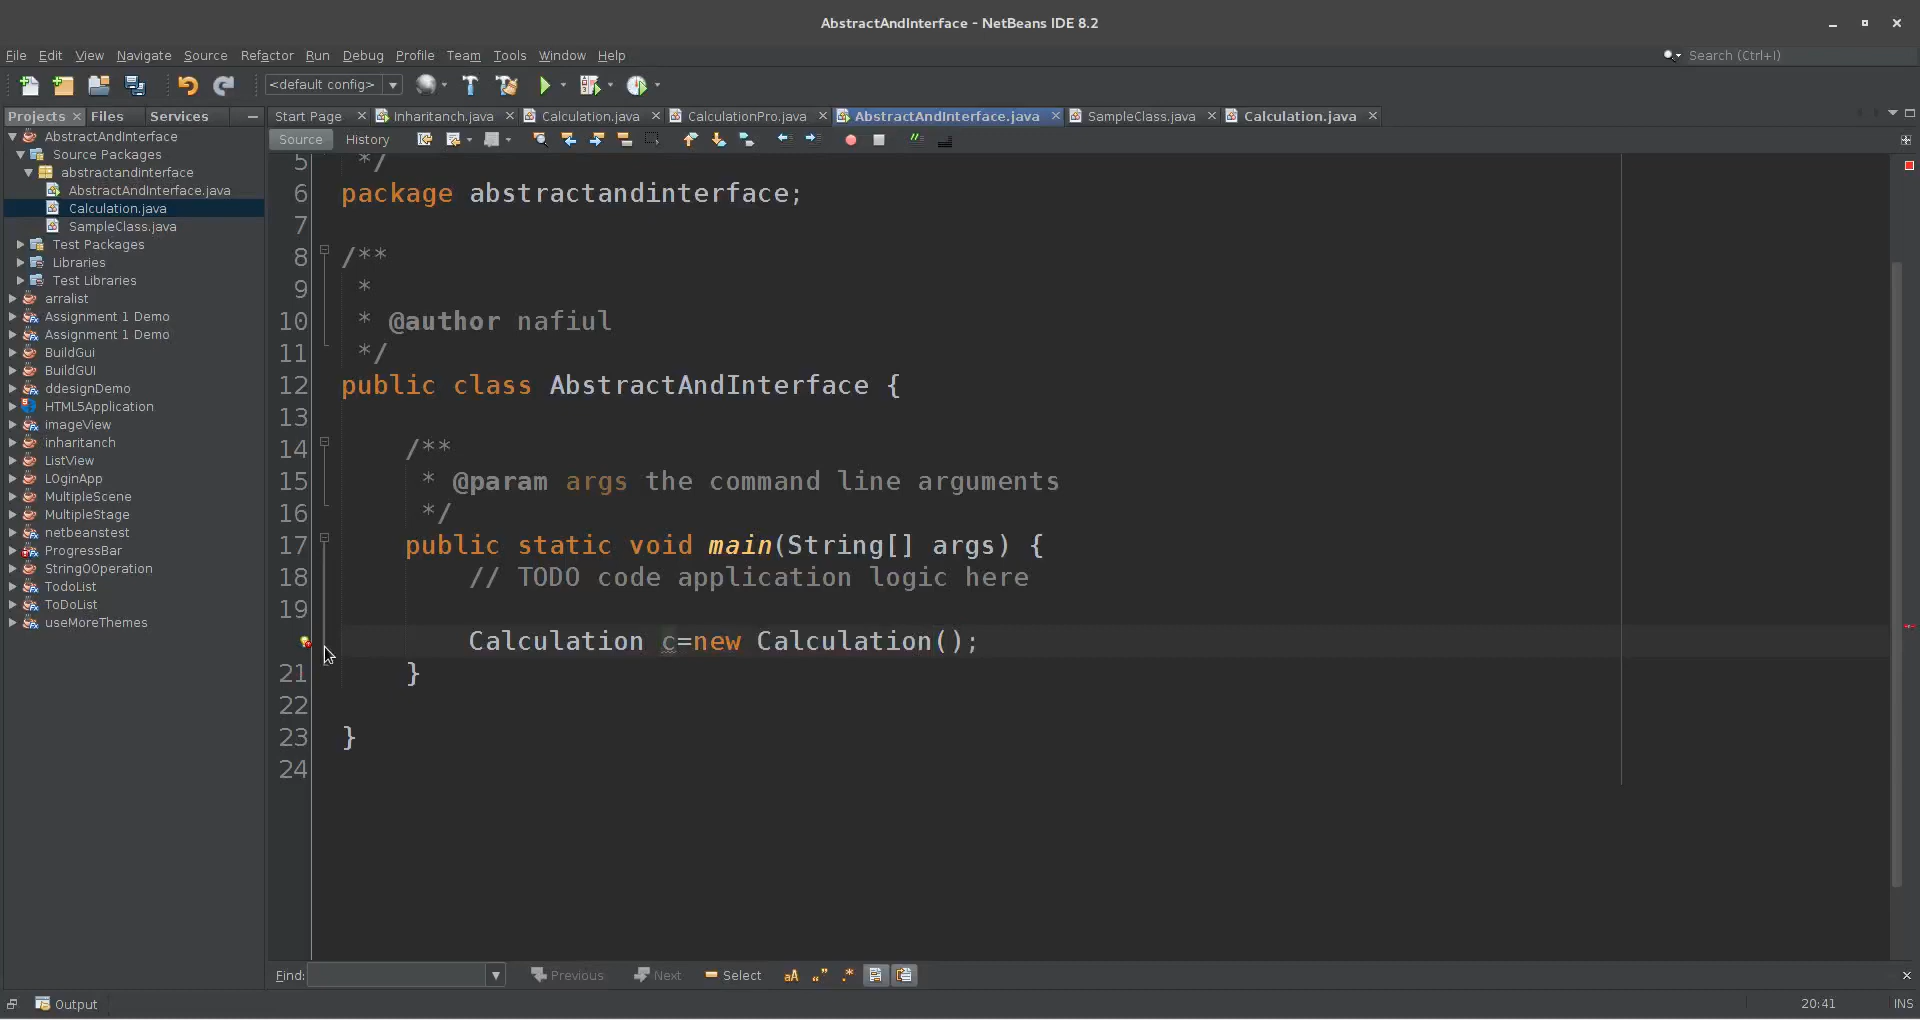 AbstractAndInterface - NetBeans IDE 8.2
File Edit View Navigate Source Refactor Run Debug Profile Team Tools Window Help Search (Ctrl+I)
<default config>
Projects Files Services
Start Page Inharitanch.java Calculation.java CalculationPro.java AbstractAndInterface.java SampleClass.java Calculation.java
Source History
AbstractAndInterface
Source Packages
abstractandinterface
AbstractAndInterface.java
Calculation.java
SampleClass.java
Test Packages
Libraries
Test Libraries
arralist
Assignment 1 Demo
Assignment 1 Demo
BuildGui
BuildGUI
ddesignDemo
HTML5Application
imageView
inharitanch
ListView
LOginApp
MultipleScene
MultipleStage
netbeanstest
ProgressBar
StringOOperation
TodoList
ToDoList
useMoreThemes
5 */
6 package abstractandinterface;
7
8 /**
9 *
10 * @author nafiul
11 */
12 public class AbstractAndInterface {
13
14 /**
15 * @param args the command line arguments
16 */
17 public static void main(String[] args) {
18 // TODO code application logic here
19
Calculation c=new Calculation();
21 }
22
23 }
24
Find: Previous Next Select aA
Output 20:41 INS